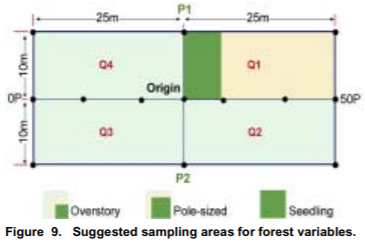 P1
25m
25m
10m
Q4
Q1
Origin
0P
50P
10m
Q3
Q2
P2
Overstory
Pole-sized
Seedling
Figure 9. Suggested sampling areas for forest variables.